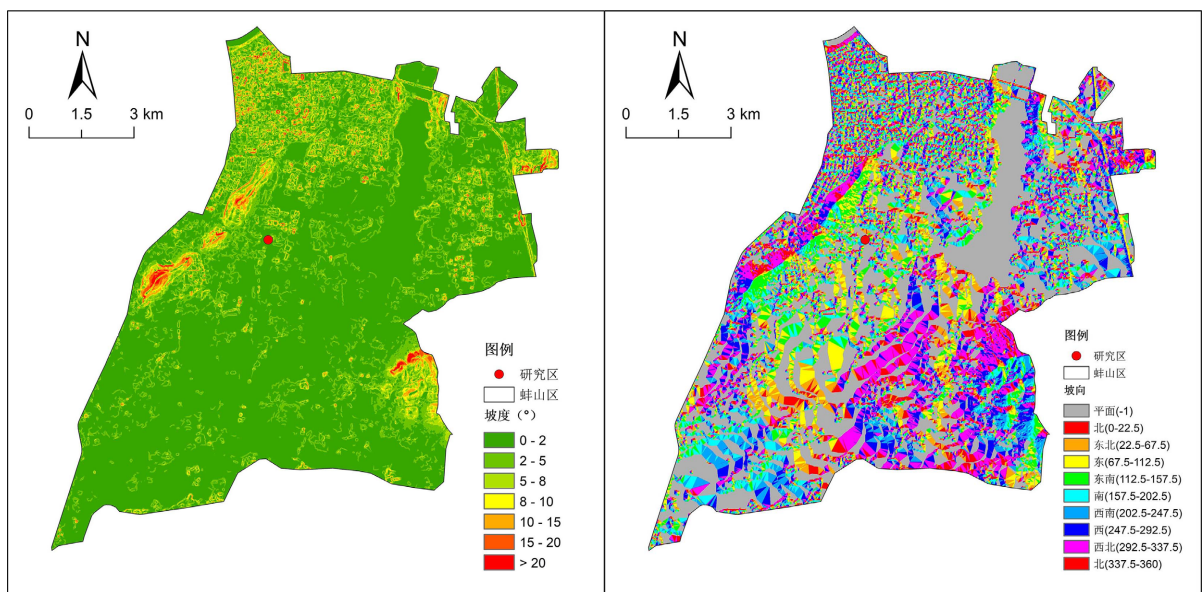 N
0 1.5 3 km
图例
研究区
蚌山区
坡度（°）
0 - 2
2 - 5
5 - 8
8 - 10
10 - 15
15 - 20
> 20
N
0 1.5 3 km
图例
研究区
蚌山区
坡向
平面(-1)
北(0-22.5)
东北(22.5-67.5)
东(67.5-112.5)
东南(112.5-157.5)
南(157.5-202.5)
西南(202.5-247.5)
西(247.5-292.5)
西北(292.5-337.5)
北(337.5-360)